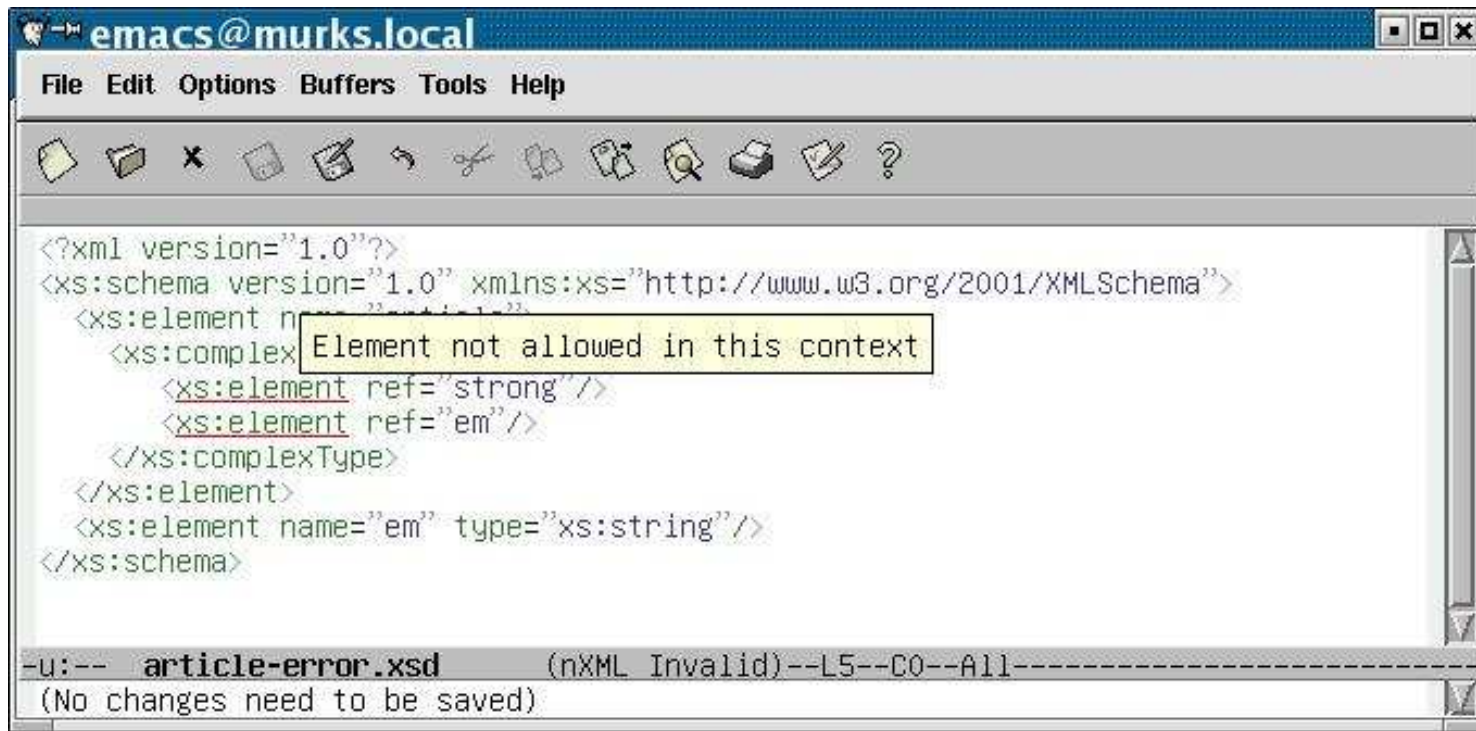 emacs@murks.local
File Edit Options Buffers Tools Help
<?xml version="1.0"?>
<xs:schema version="1.0" xmlns:xs="http://www.w3.org/2001/XMLSchema">
<xs:element
<xs:complex
Element not allowed in this context
<xs:element ref="strong"/>
<xs:element ref="em"/>
</xs:complexType>
</xs:element>
<xs:element name="em" type="xs:string"/>
</xs:schema>
-u:-- article-error.xsd (nXML Invalid)--L5--C0--All----------------------------
(No changes need to be saved)